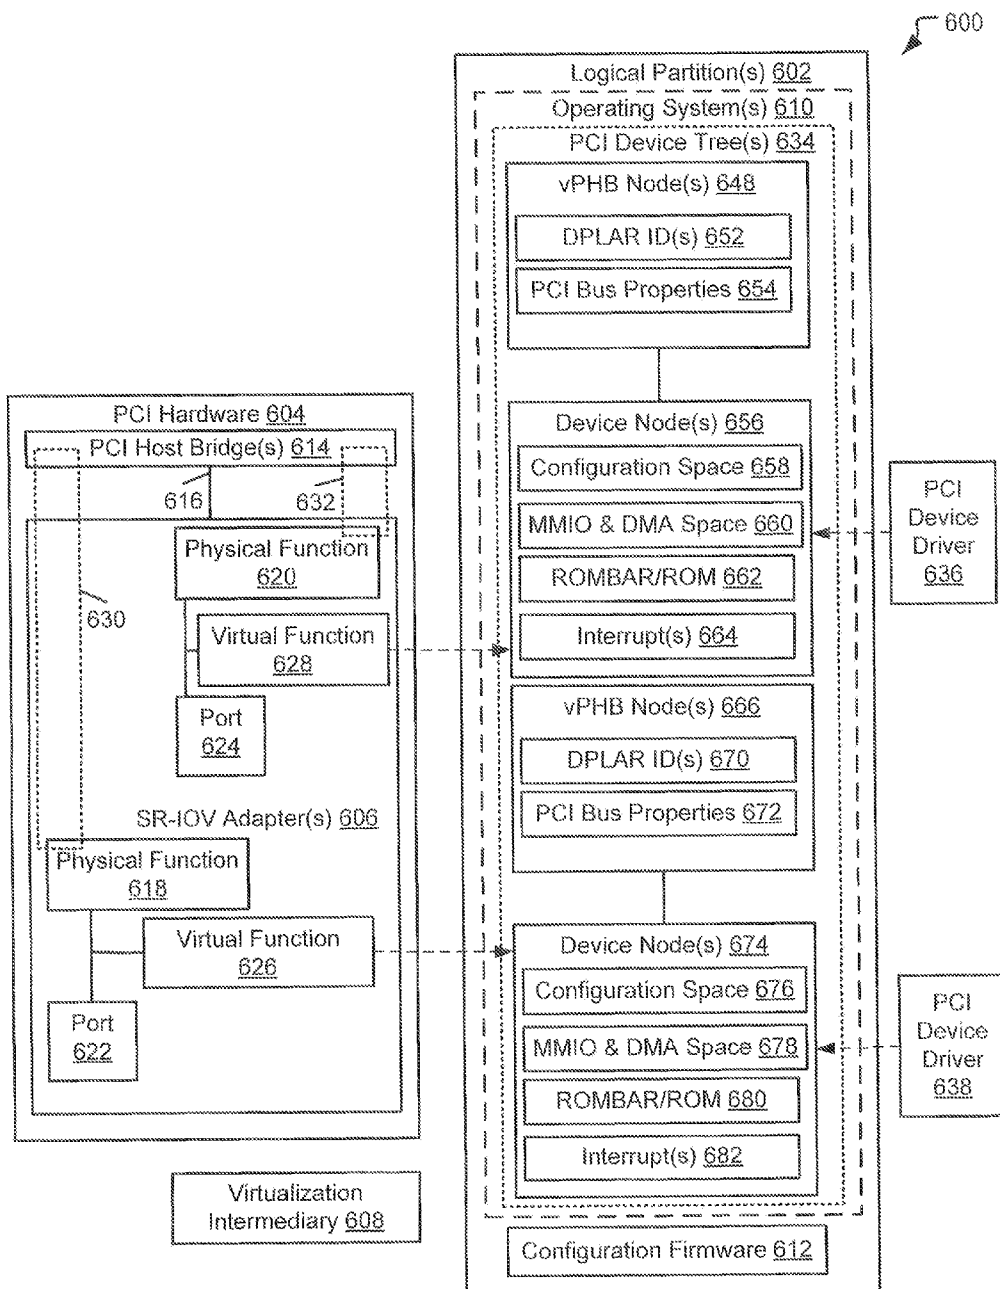 600
Logical Partition(s) 602
Operating System(s) 610
PCI Device Tree(s) 634
vPHB Node(s) 648
DPLAR ID(s) 652
PCI Bus Properties 654
Device Node(s) 656
Configuration Space 658
MMIO & DMA Space 660
ROMBAR/ROM 662
Interrupt(s) 664
vPHB Node(s) 666
DPLAR ID(s) 670
PCI Bus Properties 672
Device Node(s) 674
Configuration Space 676
MMIO & DMA Space 678
ROMBAR/ROM 680
Interrupt(s) 682
Configuration Firmware 612
PCI Hardware 604
PCI Host Bridge(s) 614
616
632
Physical Function
620
630
Virtual Function
628
Port
624
SR-IOV Adapter(s) 606
Physical Function
618
Virtual Function
626
Port
622
Virtualization
Intermediary 608
PCI
Device
Driver
636
PCI
Device
Driver
638